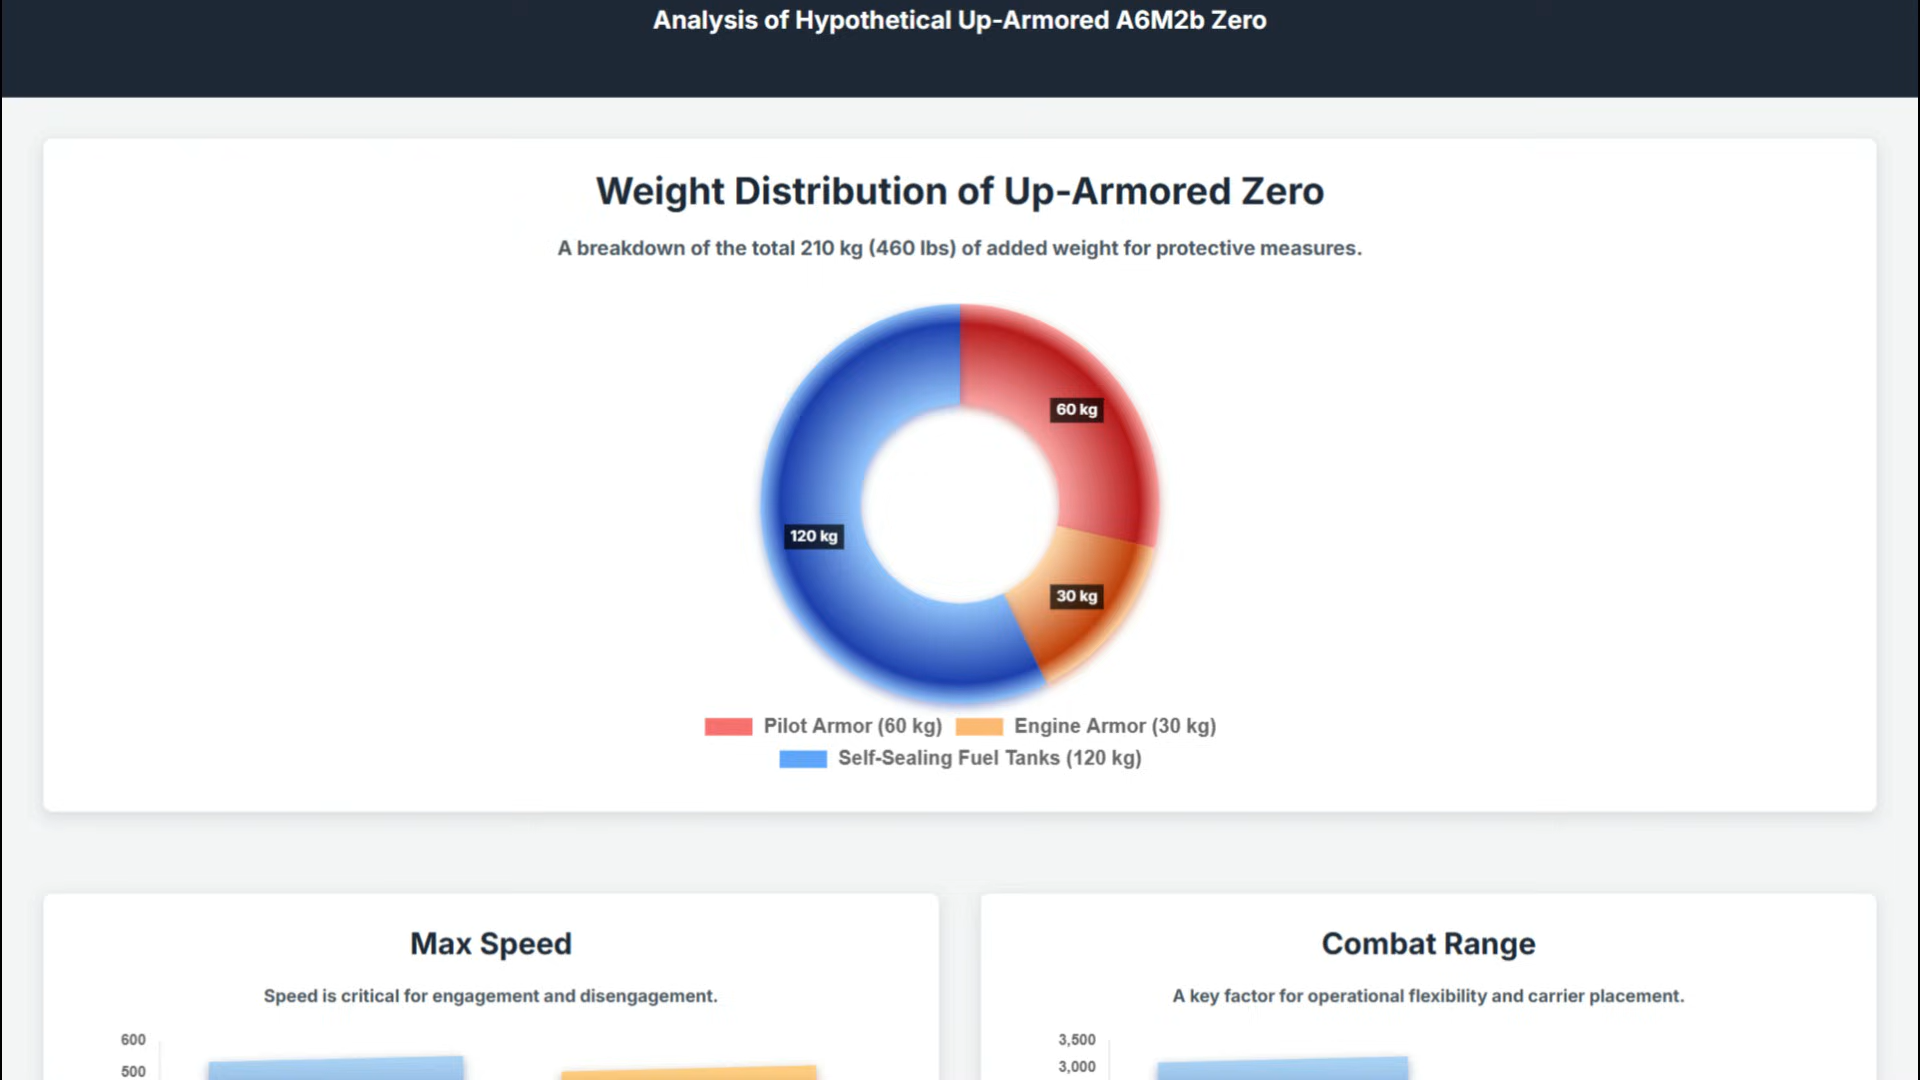 Analysis of Hypothetical Up-Armored A6M2b Zero
Weight Distribution of Up-Armored Zero
A breakdown of the total 210 kg (460 lbs) of added weight for protective measures.
60 kg
120 kg
30 kg
Pilot Armor (60 kg) Engine Armor (30 kg)
Self-Sealing Fuel Tanks (120 kg)
Max Speed
Speed is critical for engagement and disengagement.
600
500
Combat Range
A key factor for operational flexibility and carrier placement.
3,500
3,000